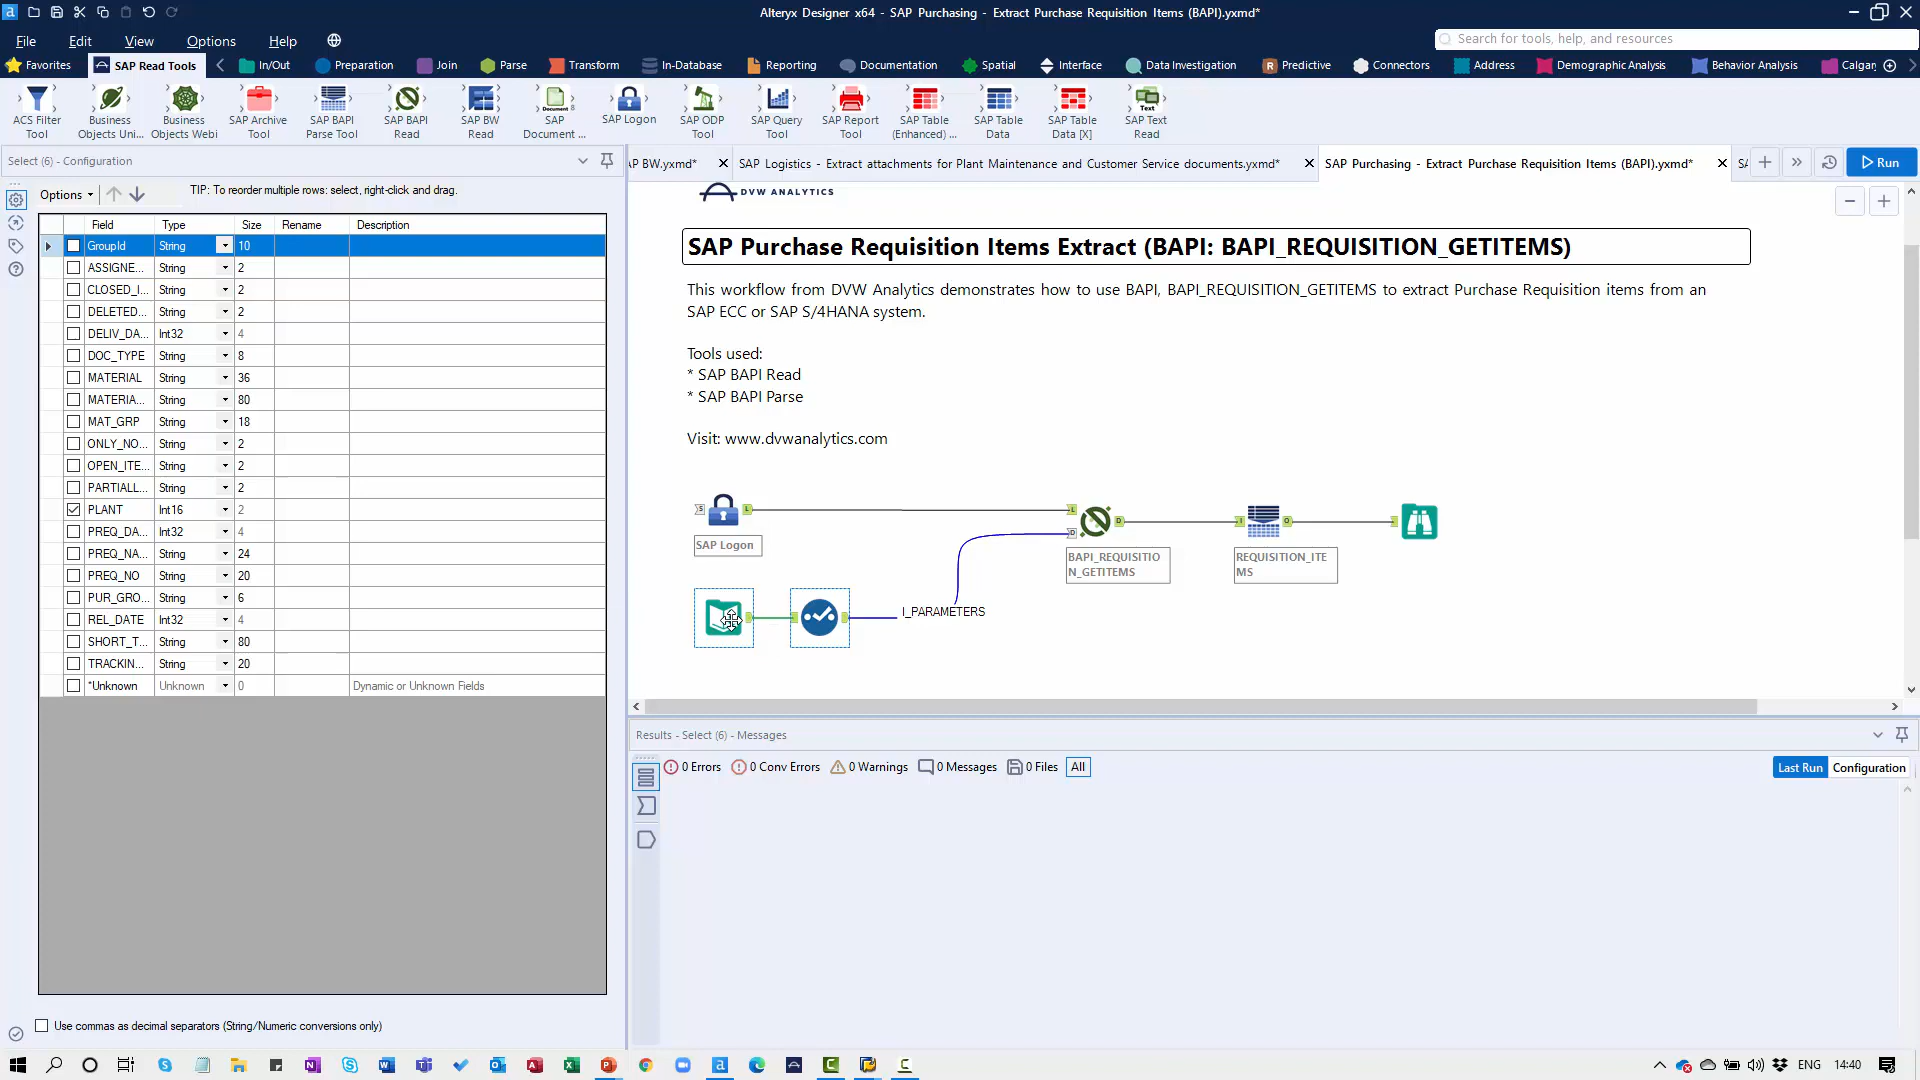 Alteryx Designer x64 - SAP Purchasing - Extract Purchase Requisition Items (BAPI).yxmd*
File Edit View Options Help
Search for tools, help, and resources
Favorites SAP Read Tools In/Out Preparation Join Parse Transform In-Database Reporting Documentation Spatial Interface Data Investigation Predictive Connectors Address Demographic Analysis Behavior Analysis Calgar
ACS Filter Tool
Business Objects Uni...
Business Objects Webi
SAP Archive Tool
SAP BAPI Parse Tool
SAP BAPI Read
SAP BW Read
SAP Document ...
SAP Logon
SAP ODP Tool
SAP Query Tool
SAP Report Tool
SAP Table (Enhanced) ...
SAP Table Data
SAP Table Data [X]
SAP Text Read
Select (6) - Configuration
AP BW.yxmd* SAP Logistics - Extract attachments for Plant Maintenance and Customer Service documents.yxmd* SAP Purchasing - Extract Purchase Requisition Items (BAPI).yxmd* Run
Options TIP: To reorder multiple rows: select, right-click and drag.
Field Type Size Rename Description
GroupId String 10
ASSIGNE... String 2
CLOSED_I... String 2
DELETED... String 2
DELIV_DA... Int32 4
DOC_TYPE String 8
MATERIAL String 36
MATERIA... String 80
MAT_GRP String 18
ONLY_NO... String 2
OPEN_ITE... String 2
PARTIALL... String 2
PLANT Int16 2
PREQ_DA... Int32 4
PREQ_NA... String 24
PREQ_NO String 20
PUR_GRO... String 6
REL_DATE Int32 4
SHORT_T... String 80
TRACKIN... String 20
*Unknown Unknown 0 Dynamic or Unknown Fields
Use commas as decimal separators (String/Numeric conversions only)
DVW ANALYTICS
SAP Purchase Requisition Items Extract (BAPI: BAPI_REQUISITION_GETITEMS)
This workflow from DVW Analytics demonstrates how to use BAPI, BAPI_REQUISITION_GETITEMS to extract Purchase Requisition items from an
SAP ECC or SAP S/4HANA system.
Tools used:
* SAP BAPI Read
* SAP BAPI Parse
Visit: www.dvwanalytics.com
SAP Logon
BAPI_REQUISITIO
N_GETITEMS
REQUISITION_ITE
MS
I_PARAMETERS
Results - Select (6) - Messages
0 Errors 0 Conv Errors 0 Warnings 0 Messages 0 Files All Last Run Configuration
ENG 14:40